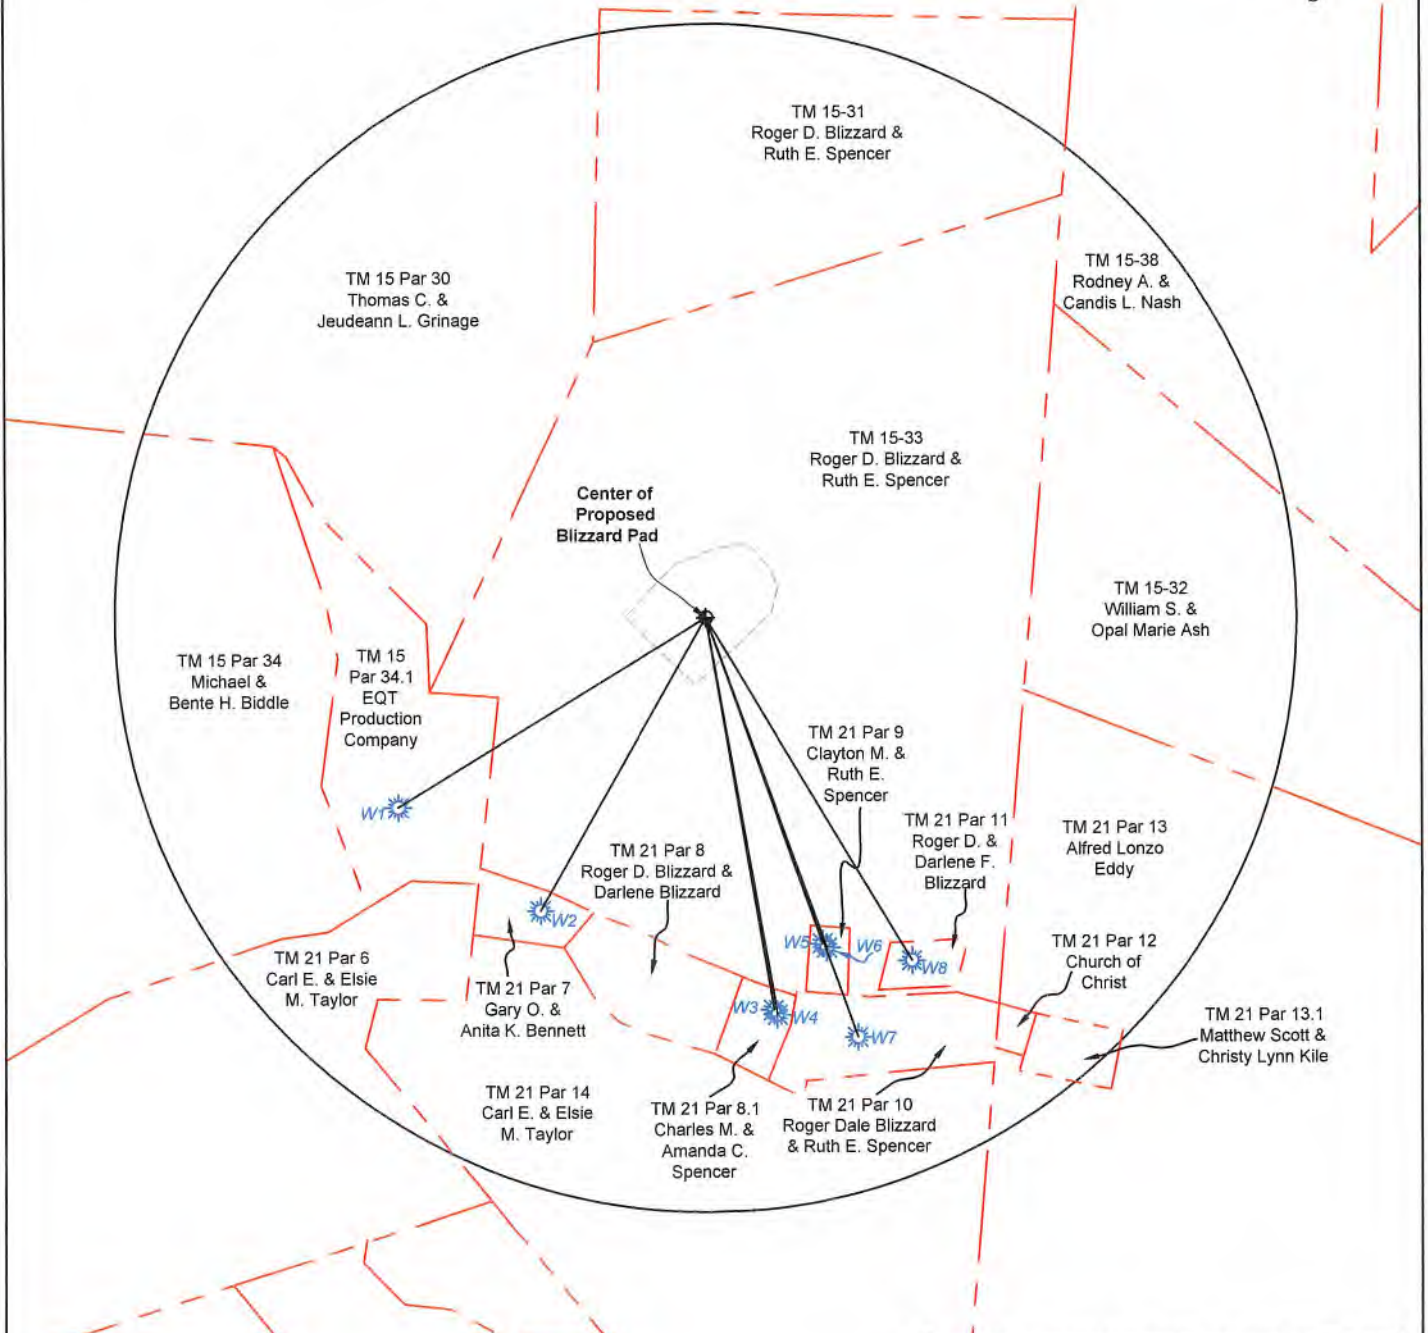 TM 15-31
Roger D. Blizzard &
Ruth E. Spencer
TM 15 Par 30
Thomas C. &
Jeudeann L. Grinage
TM 15-38
Rodney A. &
Candis L. Nash
TM 15-33
Roger D. Blizzard &
Ruth E. Spencer
Center of
Proposed
Blizzard Pad
TM 15-32
William S. &
Opal Marie Ash
TM 15 Par 34
Michael &
Bente H. Biddle
TM 15
Par 34.1
EQT
Production
Company
TM 21 Par 9
Clayton M. &
Ruth E.
Spencer
W1
TM 21 Par 8
Roger D. Blizzard &
Darlene Blizzard
TM 21 Par 11
Roger D. &
Darlene F.
Blizzard
TM 21 Par 13
Alfred Lonzo
Eddy
W2
W5
W6
W8
TM 21 Par 6
Carl E. & Elsie
M. Taylor
TM 21 Par 7
Gary O. &
Anita K. Bennett
TM 21 Par 12
Church of
Christ
W3
W4
W7
TM 21 Par 13.1
Matthew Scott &
Christy Lynn Kile
TM 21 Par 14
Carl E. & Elsie
M. Taylor
TM 21 Par 8.1
Charles M. &
Amanda C.
Spencer
TM 21 Par 10
Roger Dale Blizzard
& Ruth E. Spencer